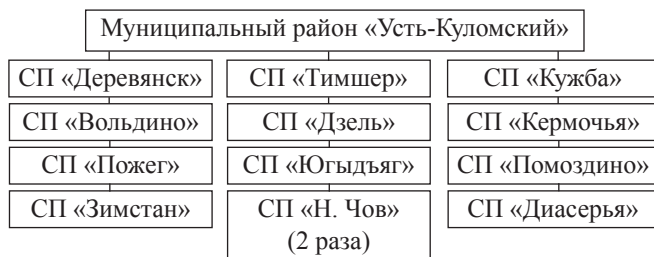 Муниципальный район «Усть-Куломский»
СП «Деревянск»
СП «Тимшер»
СП «Кужба»
СП «Вольдино»
СП «Дзель»
СП «Кермочья»
СП «Пожег»
СП «Югыдъяг»
СП «Помоздино»
СП «Зимстан»
СП «Н. Чов»
(2 раза)
СП «Диасерья»